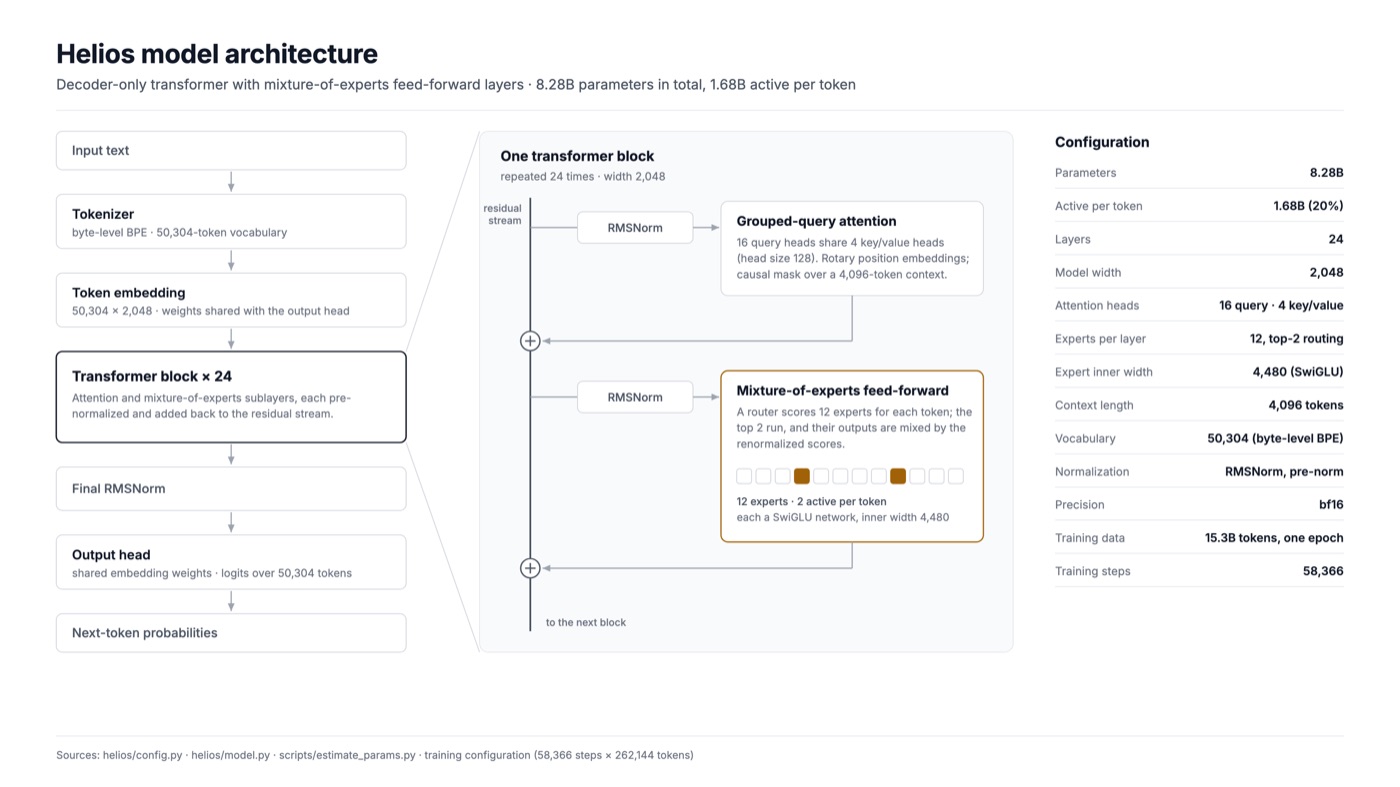 Helios model architecture
Decoder-only transformer with mixture-of-experts feed-forward layers · 8.28B parameters in total, 1.68B active per token
Input text
Tokenizer
byte-level BPE · 50,304-token vocabulary
Token embedding
50,304 × 2,048 · weights shared with the output head
Transformer block × 24
Attention and mixture-of-experts sublayers, each pre-
normalized and added back to the residual stream.
Final RMSNorm
Output head
shared embedding weights · logits over 50,304 tokens
Next-token probabilities
One transformer block
repeated 24 times · width 2,048
residual
stream
RMSNorm
Grouped-query attention
16 query heads share 4 key/value heads
(head size 128). Rotary position embeddings;
causal mask over a 4,096-token context.
RMSNorm
Mixture-of-experts feed-forward
A router scores 12 experts for each token; the
top 2 run, and their outputs are mixed by the
renormalized scores.
12 experts · 2 active per token
each a SwiGLU network, inner width 4,480
to the next block
Configuration
Parameters 8.28B
Active per token 1.68B (20%)
Layers 24
Model width 2,048
Attention heads 16 query · 4 key/value
Experts per layer 12, top-2 routing
Expert inner width 4,480 (SwiGLU)
Context length 4,096 tokens
Vocabulary 50,304 (byte-level BPE)
Normalization RMSNorm, pre-norm
Precision bf16
Training data 15.3B tokens, one epoch
Training steps 58,366
Sources: helios/config.py · helios/model.py · scripts/estimate_params.py · training configuration (58,366 steps × 262,144 tokens)